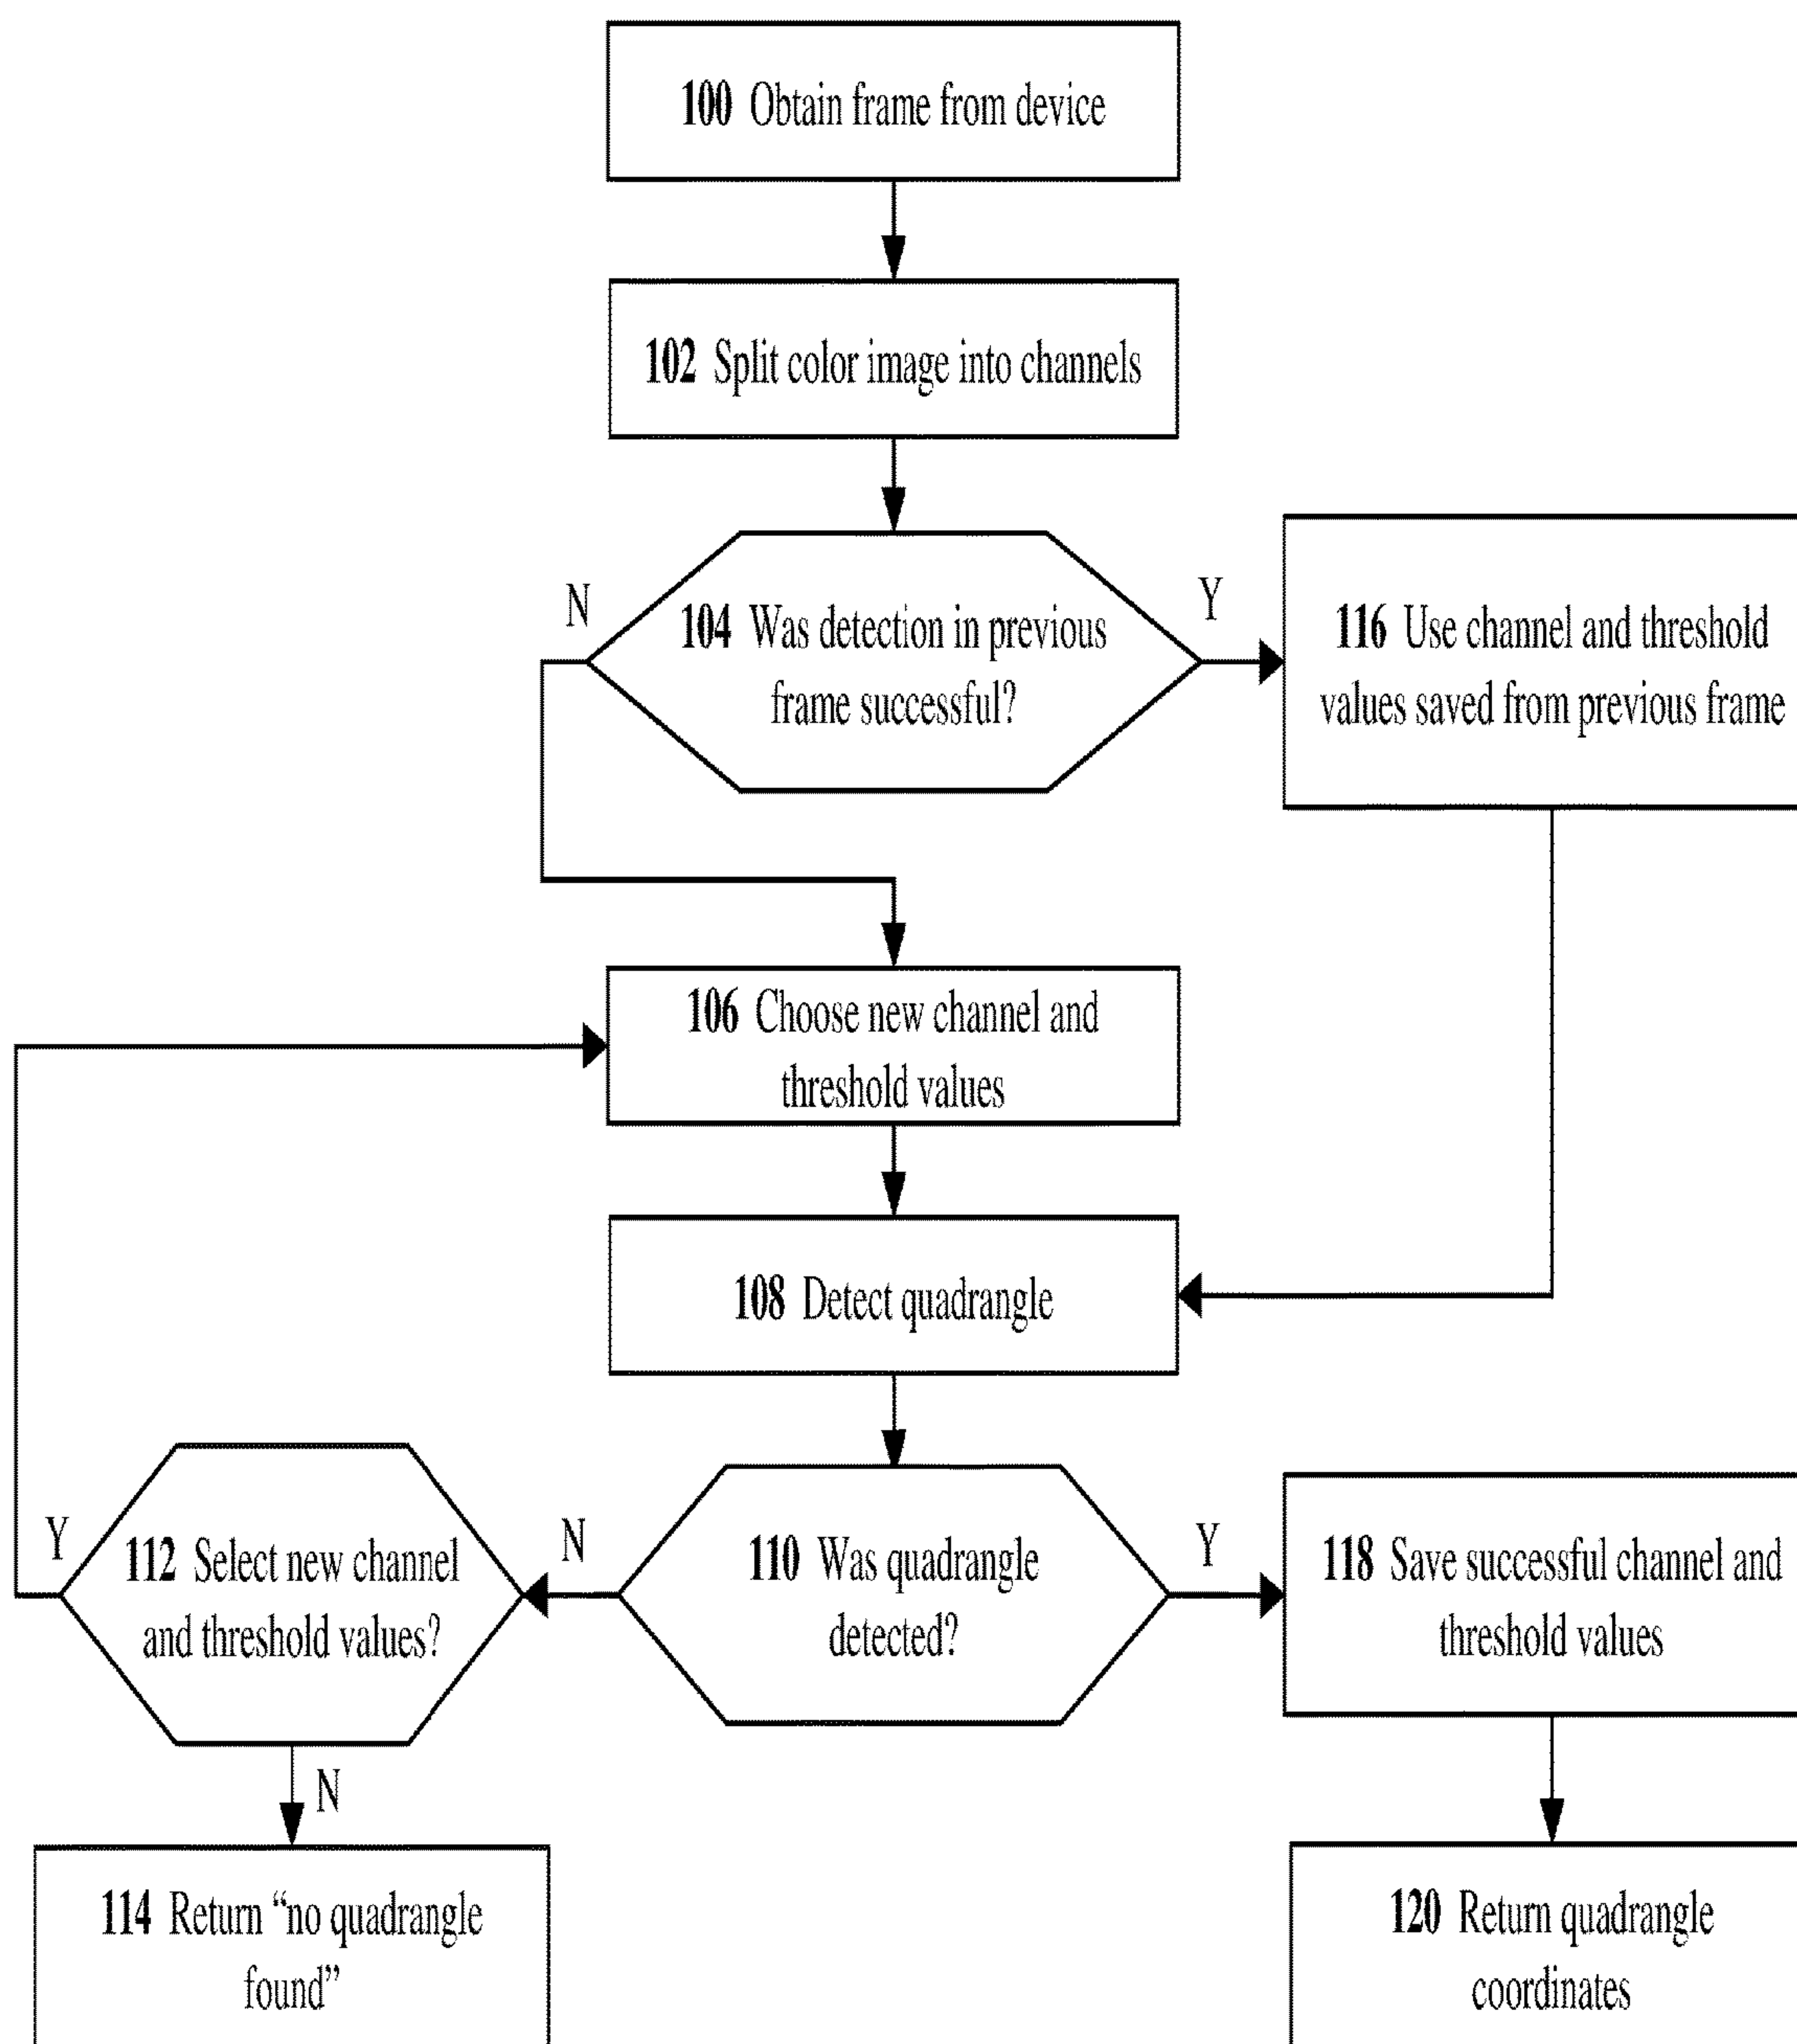 100 Obtain frame from device
102 Split color image into channels
N
104 Was detection in previous
frame successful?
Y
116 Use channel and threshold
values saved from previous frame
106 Choose new channel and
threshold values
108 Detect quadrangle
Y
112 Select new channel
and threshold values?
N
110 Was quadrangle
detected?
Y
118 Save successful channel and
threshold values
N
114 Return “no quadrangle
found”
120 Return quadrangle
coordinates